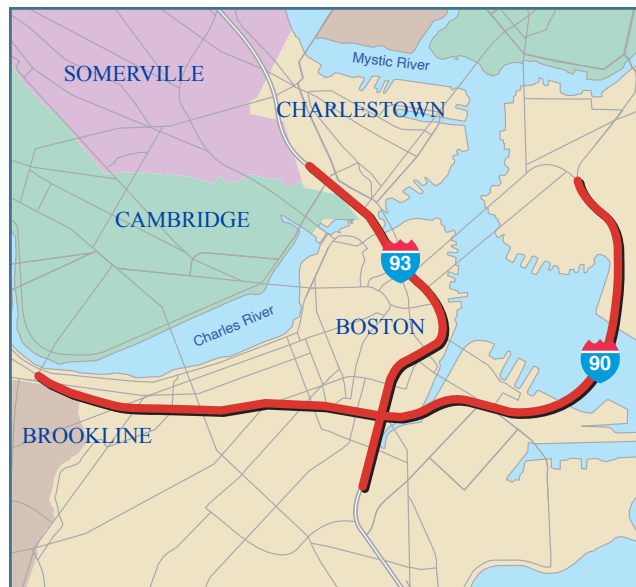 Mystic River
SOMERVILLE
CHARLESTOWN
CAMBRIDGE
93
Charles River
BOSTON
90
BROOKLINE